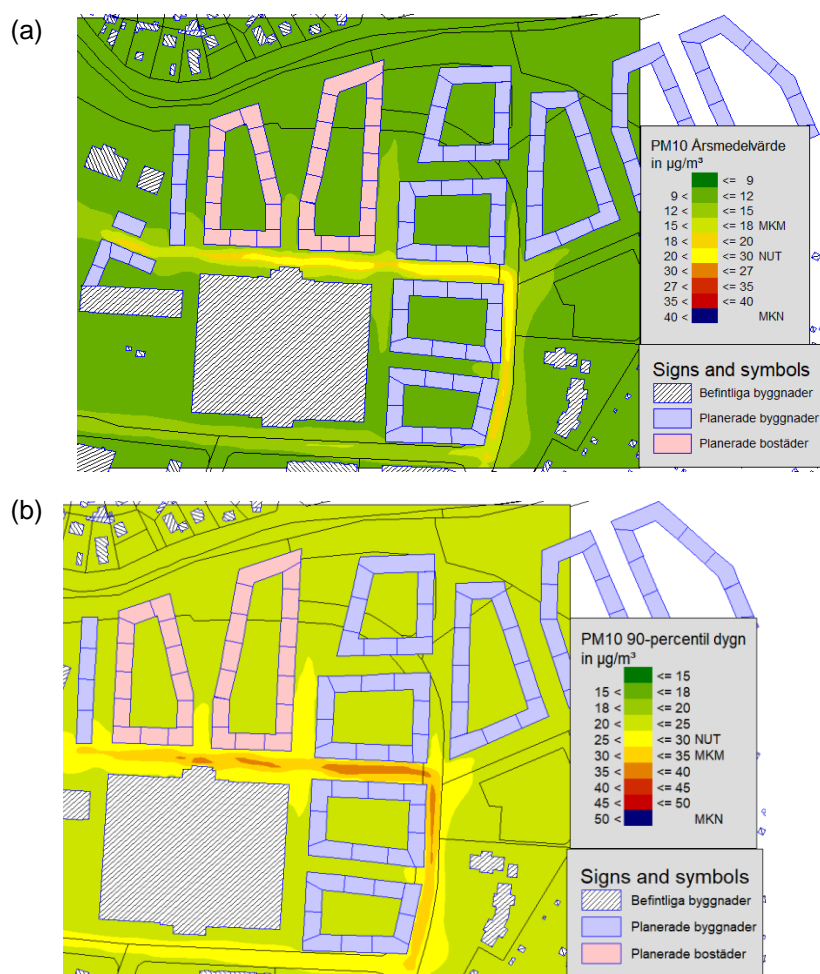 (a)
PM10 Årsmedelvärde
in µg/m³
<= 9
9 < <= 12
12 < <= 15
15 < <= 18 MKM
18 < <= 20
20 < <= 30 NUT
30 < <= 27
27 < <= 35
35 < <= 40
40 < MKN
Signs and symbols
Befintliga byggnader
Planerade byggnader
Planerade bostäder
(b)
PM10 90-percentil dygn
in µg/m³
<= 15
15 < <= 18
18 < <= 20
20 < <= 25
25 < <= 30 NUT
30 < <= 35 MKM
35 < <= 40
40 < <= 45
45 < <= 50
50 < MKN
Signs and symbols
Befintliga byggnader
Planerade byggnader
Planerade bostäder